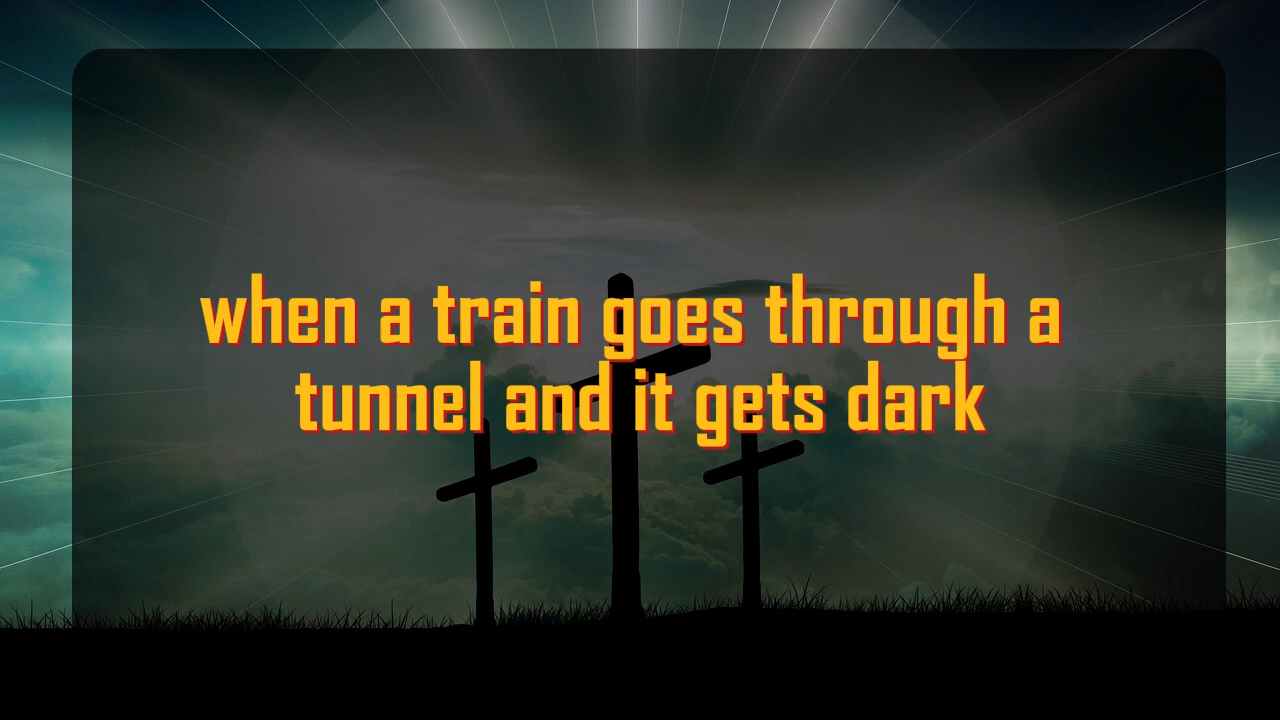 when a train goes through a
tunnel and it gets dark